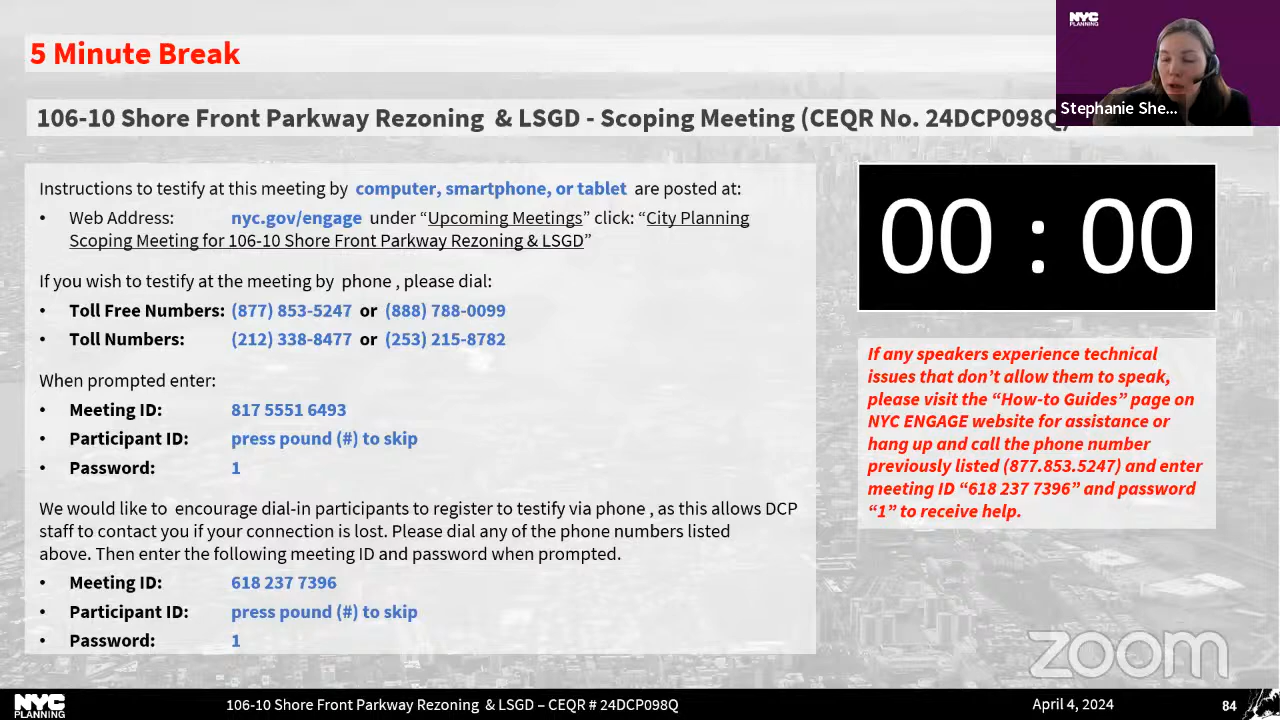 5 Minute Break
NYC
PLANNING
Stephanie She...
106-10 Shore Front Parkway Rezoning & LSGD - Scoping Meeting (CEQR No. 24DCP098Q)
Instructions to testify at this meeting by computer, smartphone, or tablet are posted at:
• Web Address: nyc.gov/engage under “Upcoming Meetings” click: “City Planning
Scoping Meeting for 106-10 Shore Front Parkway Rezoning & LSGD”
If you wish to testify at the meeting by phone , please dial:
• Toll Free Numbers: (877) 853-5247 or (888) 788-0099
• Toll Numbers: (212) 338-8477 or (253) 215-8782
When prompted enter:
• Meeting ID: 817 5551 6493
• Participant ID: press pound (#) to skip
• Password: 1
We would like to encourage dial-in participants to register to testify via phone , as this allows DCP
staff to contact you if your connection is lost. Please dial any of the phone numbers listed
above. Then enter the following meeting ID and password when prompted.
• Meeting ID: 618 237 7396
• Participant ID: press pound (#) to skip
• Password: 1
00 : 00
If any speakers experience technical
issues that don’t allow them to speak,
please visit the “How-to Guides” page on
NYC ENGAGE website for assistance or
hang up and call the phone number
previously listed (877.853.5247) and enter
meeting ID “618 237 7396” and password
“1” to receive help.
zoom
NYC
PLANNING
106-10 Shore Front Parkway Rezoning & LSGD – CEQR # 24DCP098Q
April 4, 2024
84